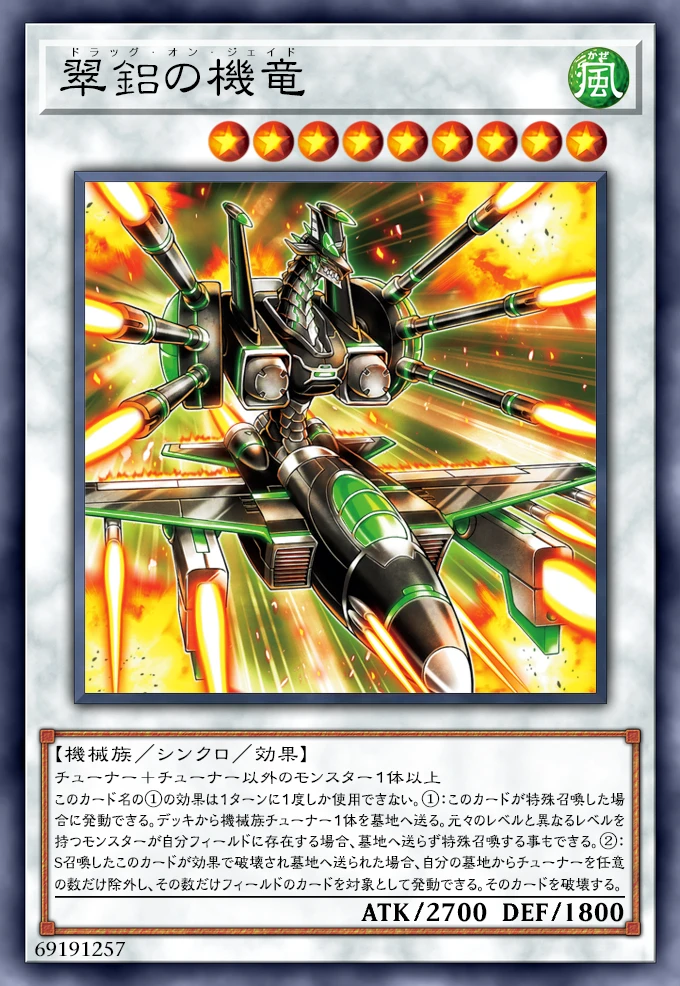 ドラッグ・オン・ジェイド
翠鋁の機竜
かぜ
風
【機械族／シンクロ／効果】
チューナー＋チューナー以外のモンスター1体以上
このカード名の①の効果は1ターンに1度しか使用できない。①：このカードが特殊召喚した場
合に発動できる。デッキから機械族チューナー1体を墓地へ送る。元々のレベルと異なるレベルを
持つモンスターが自分フィールドに存在する場合、墓地へ送らず特殊召喚する事もできる。②：
S召喚したこのカードが効果で破壊され墓地へ送られた場合、自分の墓地からチューナーを任意
の数だけ除外し、その数だけフィールドのカードを対象として発動できる。そのカードを破壊する。
ATK/2700 DEF/1800
69191257